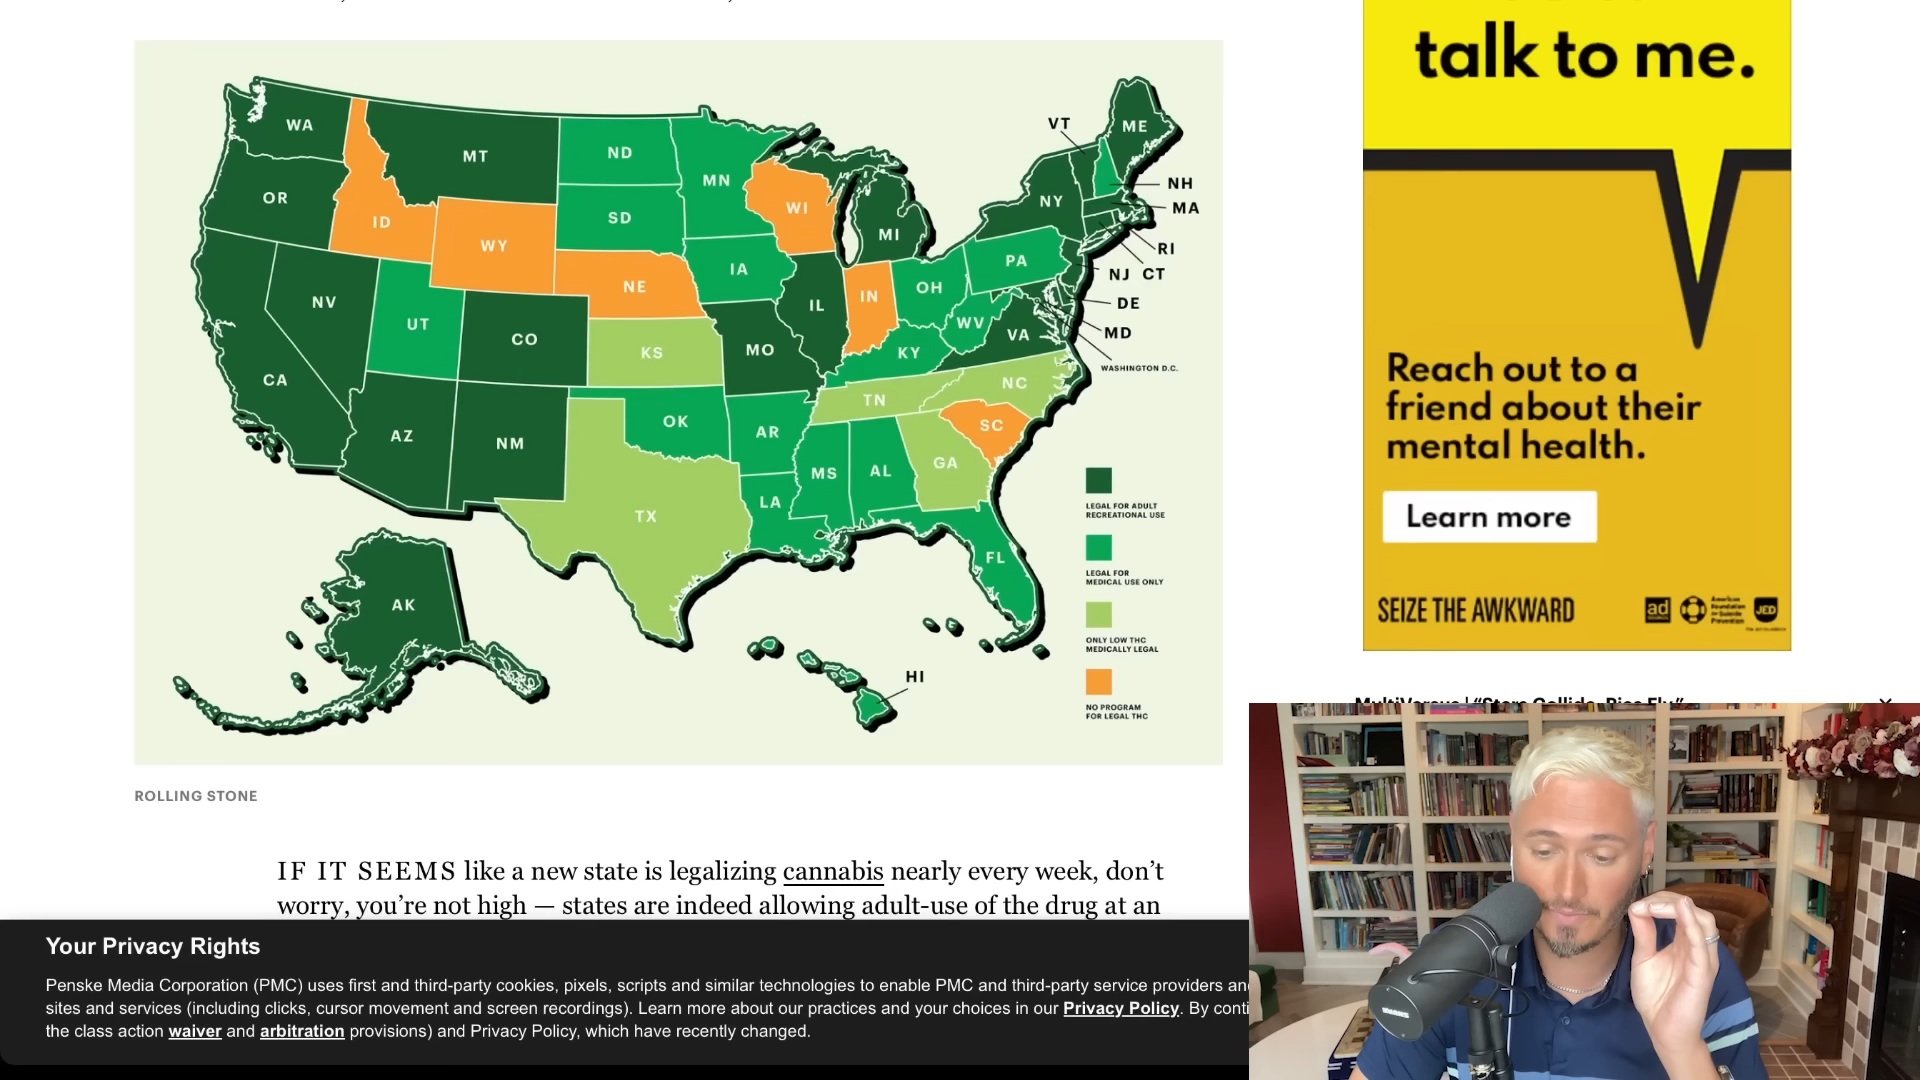 WA
MT
ND
MN
OR
ID
WY
SD
WI
MI
NY
VT
ME
NH
MA
RI
NJ CT
DE
MD
WASHINGTON D.C.
NV
UT
CO
NE
IA
IL
IN
OH
PA
WV
VA
KY
CA
KS
MO
TN
NC
AZ
NM
OK
AR
SC
TX
LA
MS
AL
GA
FL
AK
HI
LEGAL FOR ADULT
RECREATIONAL USE
LEGAL FOR
MEDICAL USE ONLY
ONLY LOW THC
MEDICALLY LEGAL
NO PROGRAM
FOR LEGAL THC
ROLLING STONE
IF IT SEEMS like a new state is legalizing cannabis nearly every week, don’t
worry, you’re not high — states are indeed allowing adult-use of the drug at an
talk to me.
Reach out to a
friend about their
mental health.
Learn more
SEIZE THE AWKWARD
ad
American
Foundation
for Suicide
Prevention
JED
Your Privacy Rights
Penske Media Corporation (PMC) uses first and third-party cookies, pixels, scripts and similar technologies to enable PMC and third-party service providers
sites and services (including clicks, cursor movement and screen recordings). Learn more about our practices and your choices in our Privacy Policy. By
the class action waiver and arbitration provisions) and Privacy Policy, which have recently changed.